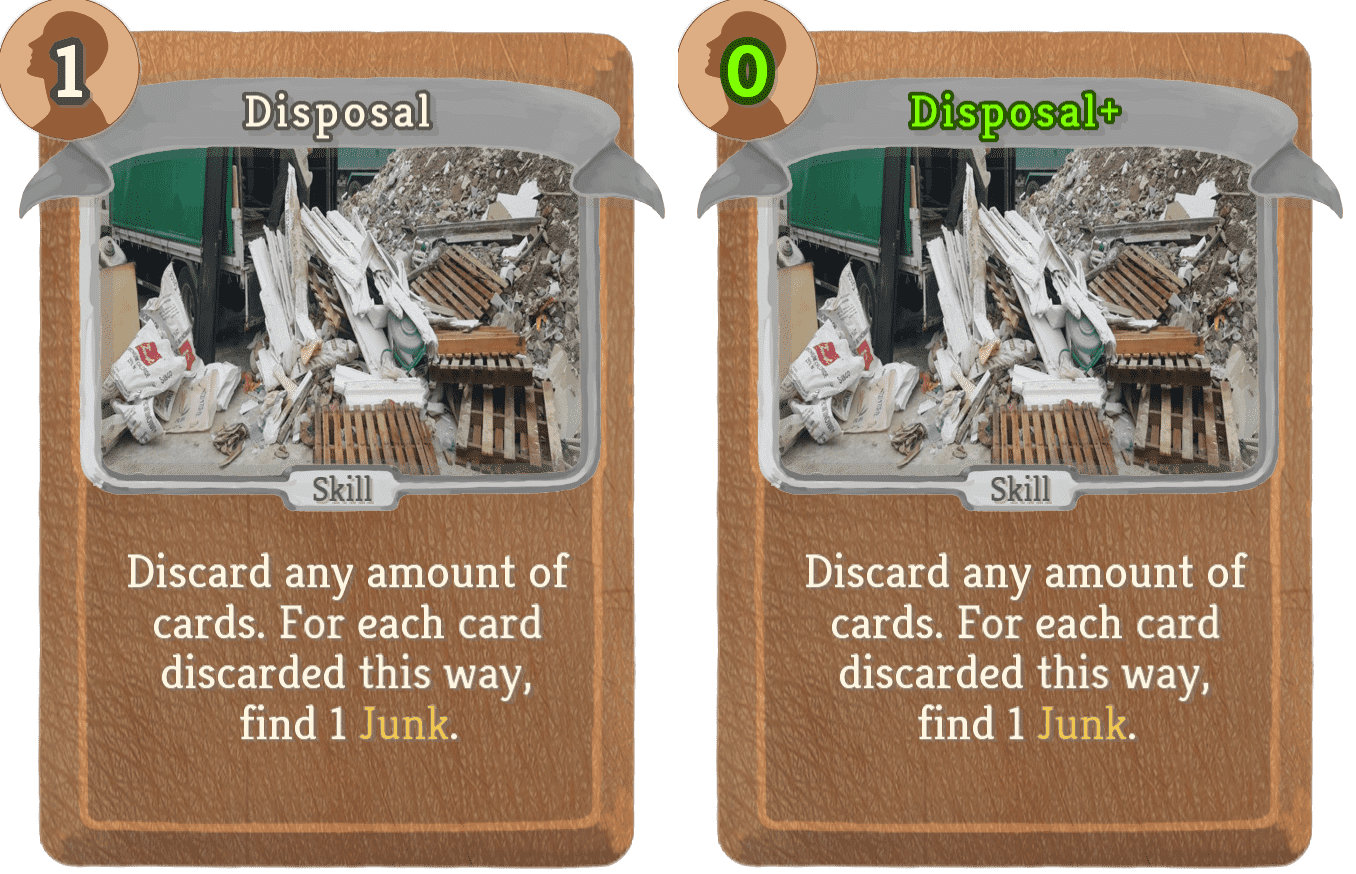 1
Disposal
Skill
Discard any amount of
cards. For each card
discarded this way,
find 1 Junk.
0
Disposal+
Skill
Discard any amount of
cards. For each card
discarded this way,
find 1 Junk.